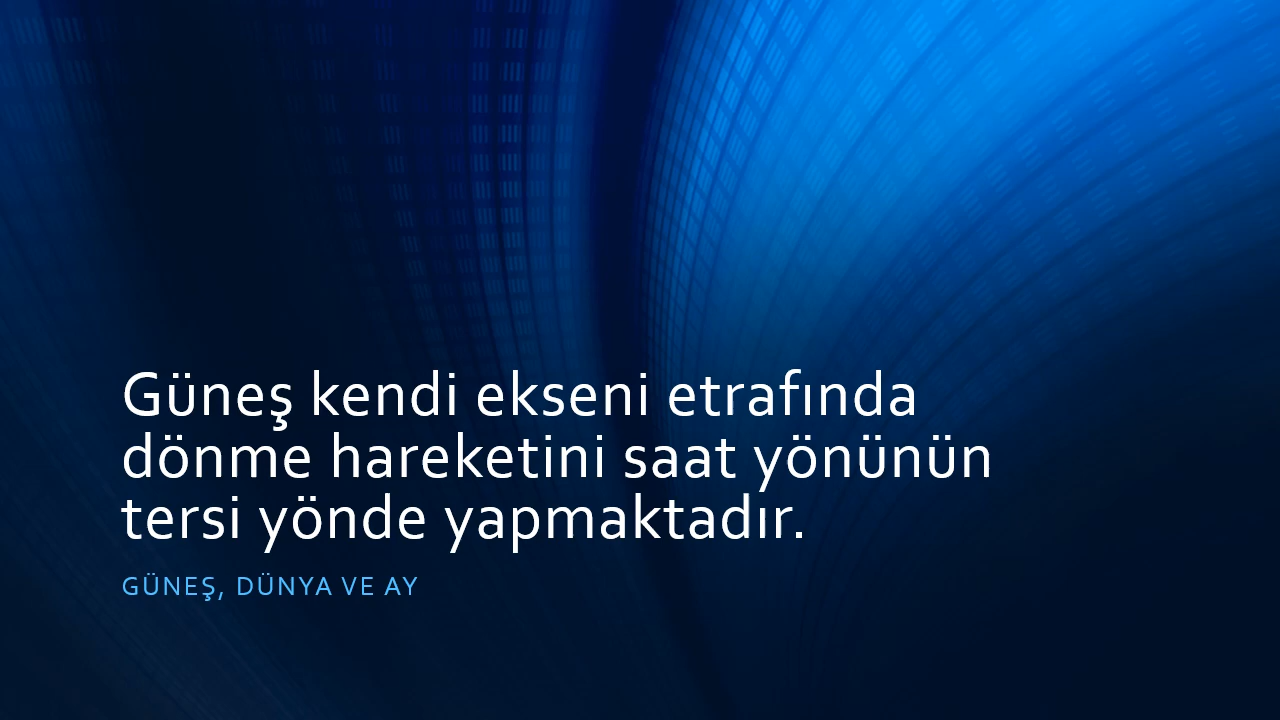 Güneş kendi ekseni etrafında
dönme hareketini saat yönünün
tersi yönde yapmaktadır.
GÜNEŞ, DÜNYA VE AY